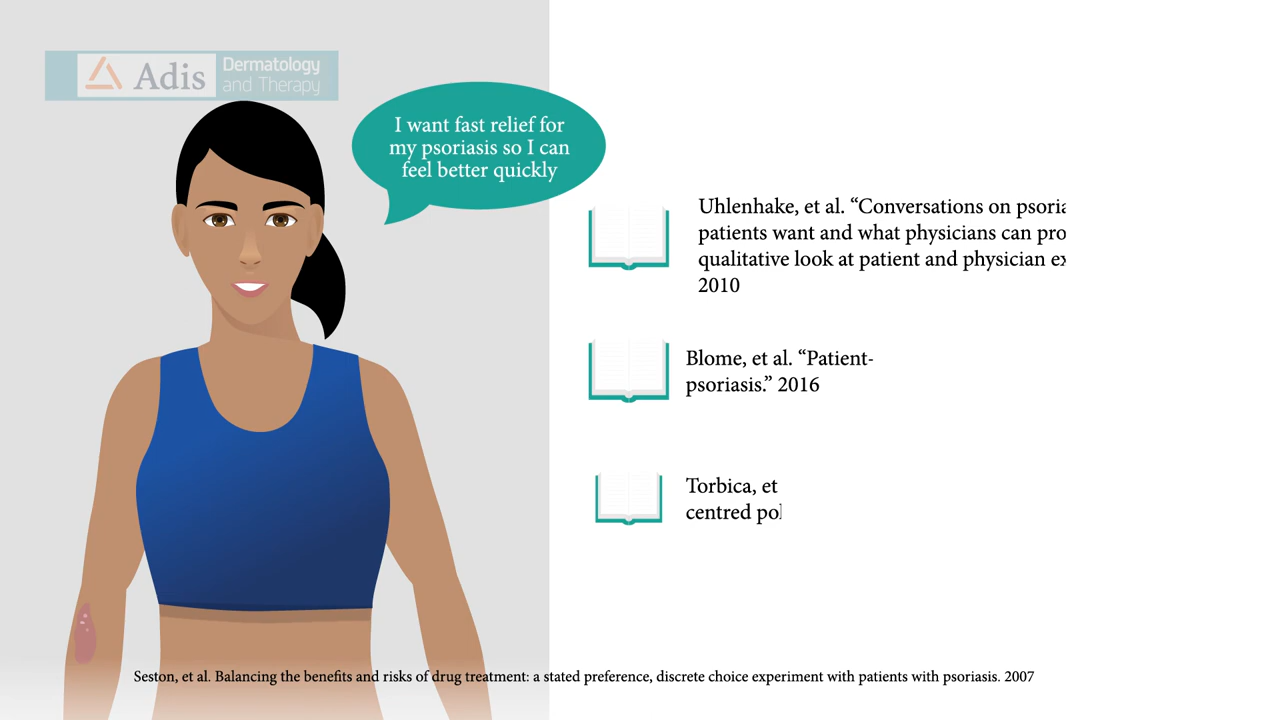 Adis
Dermatology
and Therapy
I want fast relief for
my psoriasis so I can
feel better quickly
Uhlenhake, et al. “Conversations on psoria
patients want and what physicians can pro
qualitative look at patient and physician ex
2010
Blome, et al. “Patient-
psoriasis.” 2016
Torbica, et
centred pol
Seston, et al. Balancing the benefits and risks of drug treatment: a stated preference, discrete choice experiment with patients with psoriasis. 2007